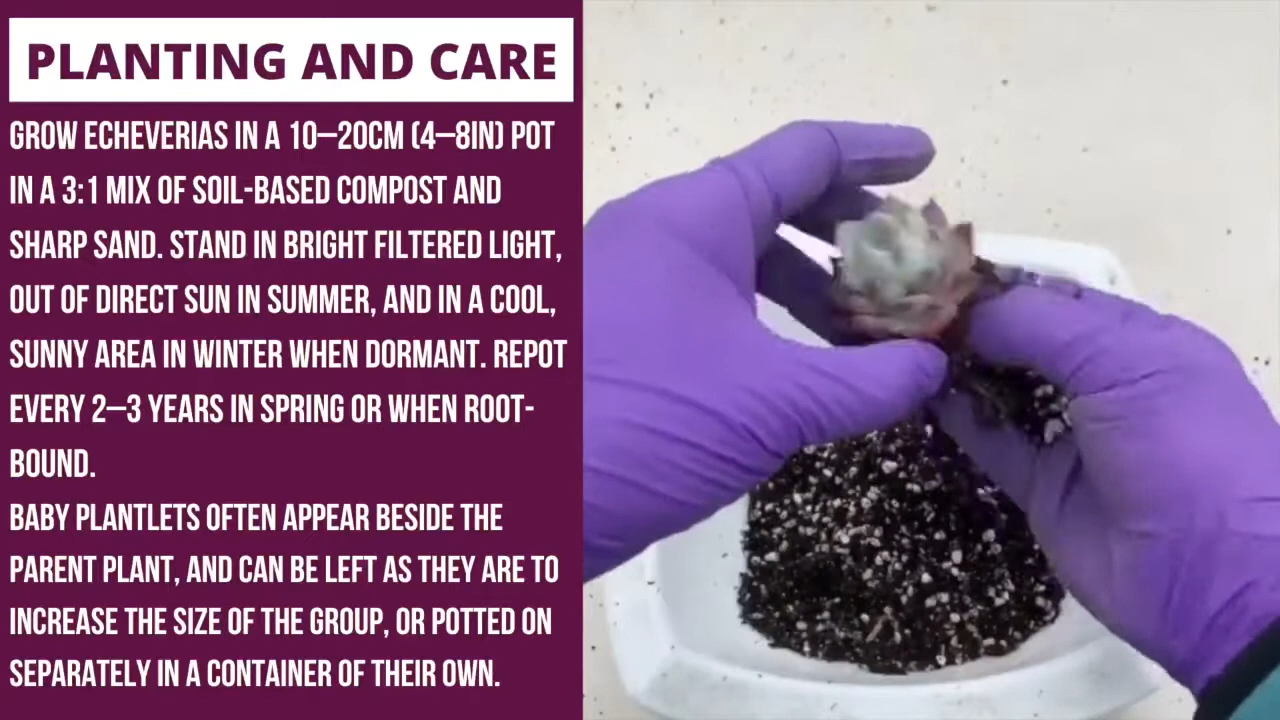 PLANTING AND CARE
GROW ECHEVERIAS IN A 10–20CM (4–8IN) POT
IN A 3:1 MIX OF SOIL-BASED COMPOST AND
SHARP SAND. STAND IN BRIGHT FILTERED LIGHT,
OUT OF DIRECT SUN IN SUMMER, AND IN A COOL,
SUNNY AREA IN WINTER WHEN DORMANT. REPOT
EVERY 2–3 YEARS IN SPRING OR WHEN ROOT-
BOUND.
BABY PLANTLETS OFTEN APPEAR BESIDE THE
PARENT PLANT, AND CAN BE LEFT AS THEY ARE TO
INCREASE THE SIZE OF THE GROUP, OR POTTED ON
SEPARATELY IN A CONTAINER OF THEIR OWN.